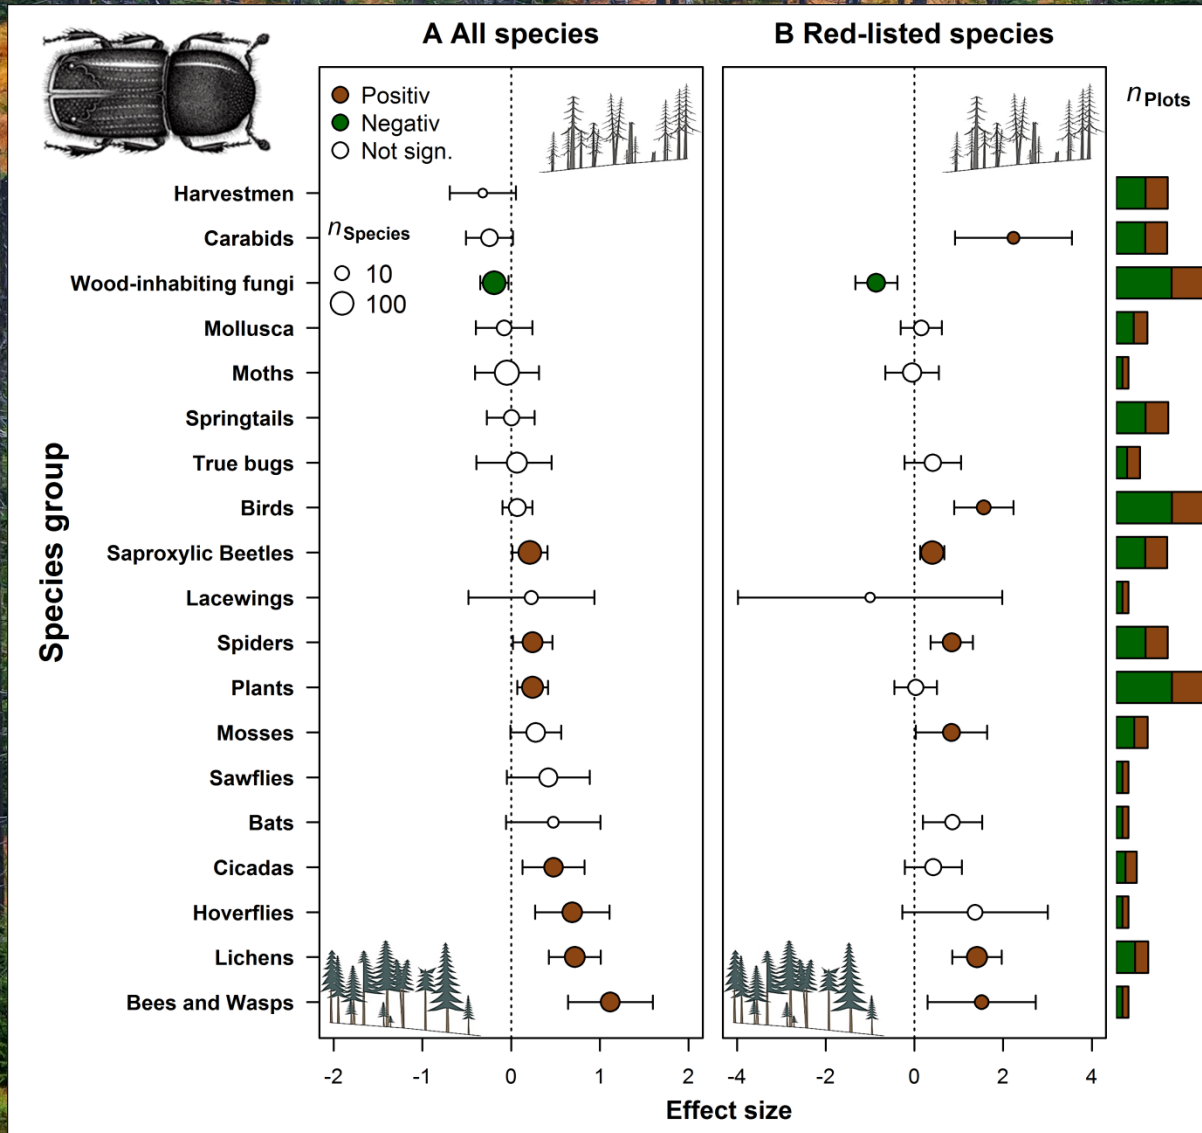 A All species
B Red-listed species
Positiv
Negativ
Not sign.
nPlots
nSpecies
10
100
Species group
Harvestmen
Carabids
Wood-inhabiting fungi
Mollusca
Moths
Springtails
True bugs
Birds
Saproxylic Beetles
Lacewings
Spiders
Plants
Mosses
Sawflies
Bats
Cicadas
Hoverflies
Lichens
Bees and Wasps
-2 -1 0 1 2
-4 -2 0 2 4
Effect size